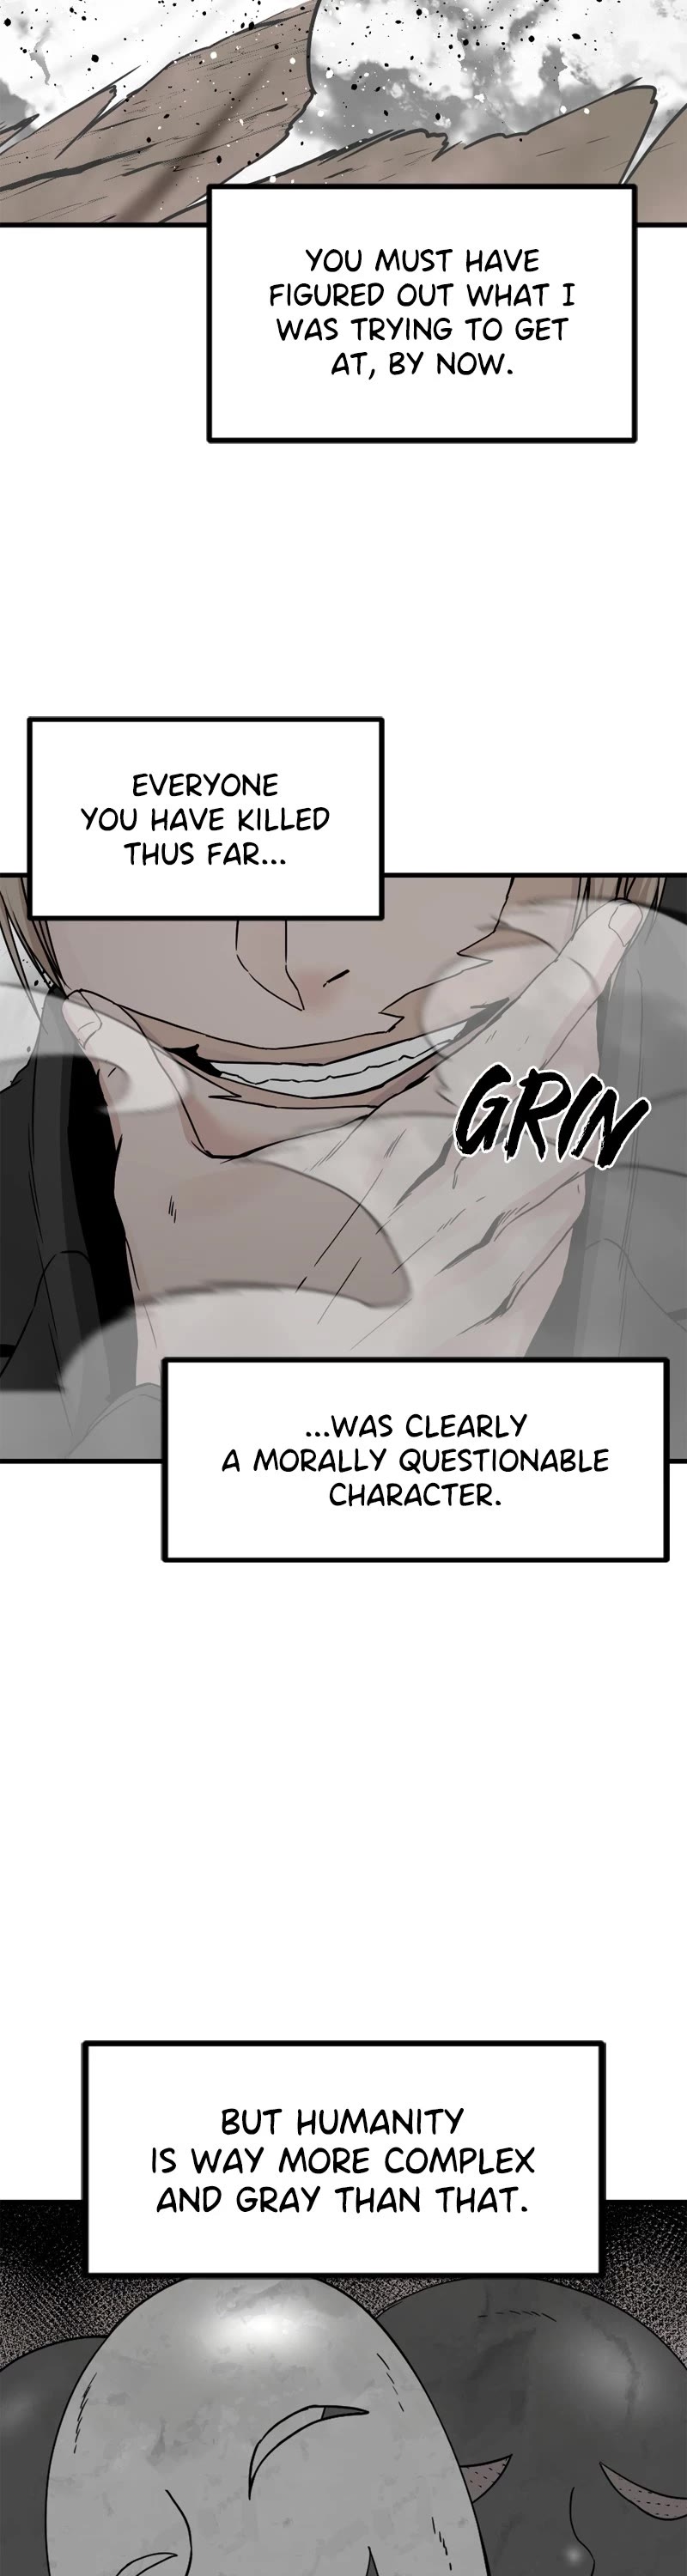 YOU MUST HAVE
FIGURED OUT WHAT I
WAS TRYING TO GET
AT, BY NOW.
EVERYONE
YOU HAVE KILLED
THUS FAR...
GRIN
...WAS CLEARLY
A MORALLY QUESTIONABLE
CHARACTER.
BUT HUMANITY
IS WAY MORE COMPLEX
AND GRAY THAN THAT.